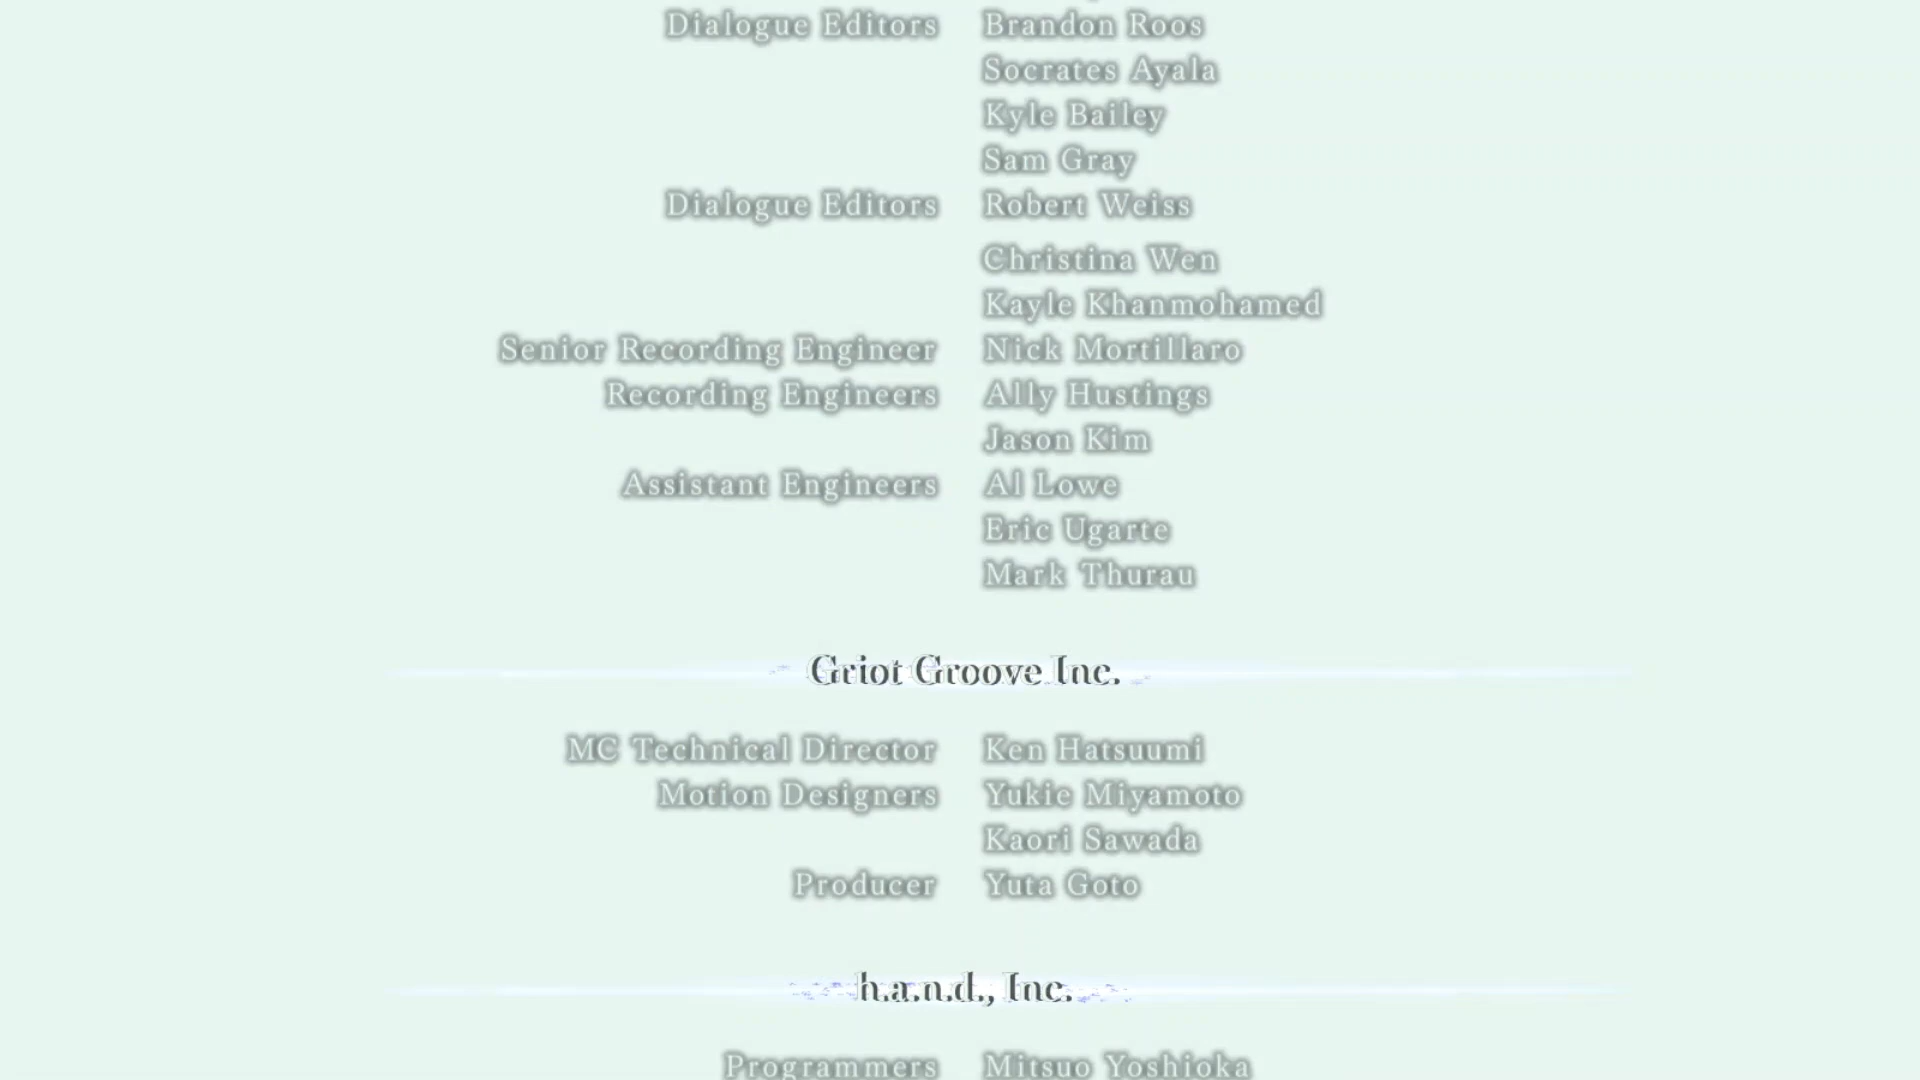 Dialogue Editors Brandon Roos
Socrates Ayala
Kyle Bailey
Sam Gray
Dialogue Editors Robert Weiss
Christina Wen
Kayle Khanmohamed
Senior Recording Engineer Nick Mortillaro
Recording Engineers Ally Hustings
Jason Kim
Assistant Engineers Al Lowe
Eric Ugarte
Mark Thurau
Griot Groove Inc.
MC Technical Director Ken Hatsuumi
Motion Designers Yukie Miyamoto
Kaori Sawada
Producer Yuta Goto
h.a.n.d., Inc.
Programmers Mitsuo Yoshioka